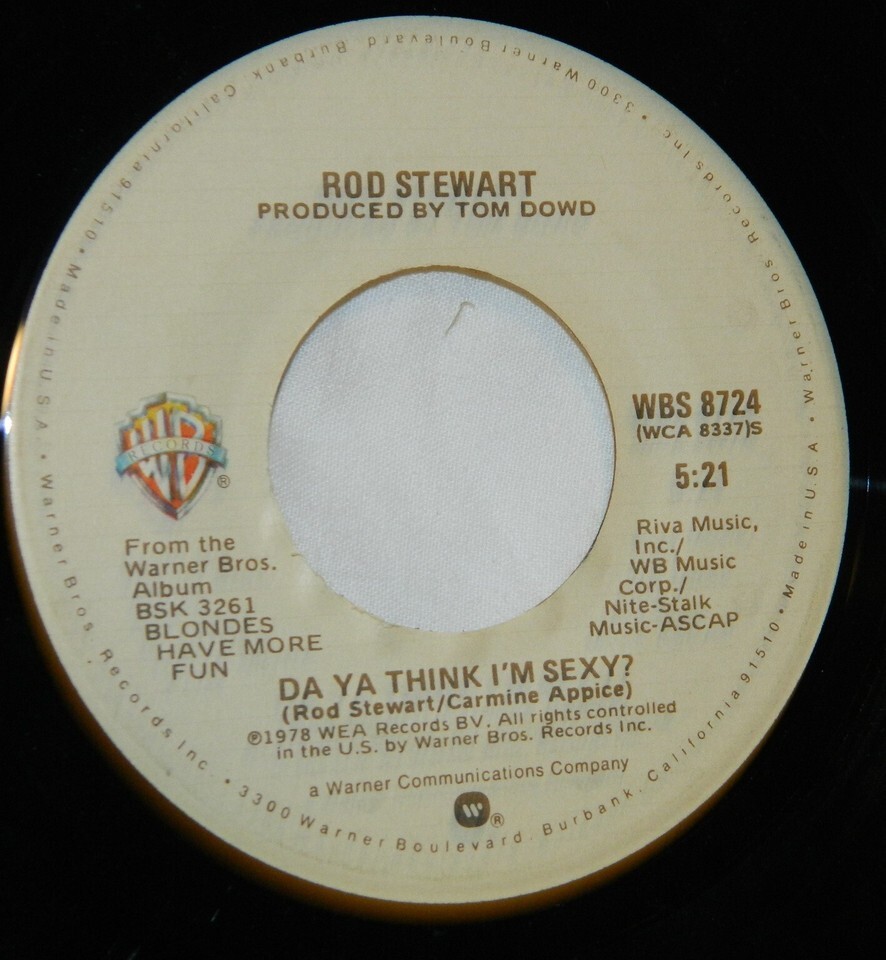 ROD STEWART
PRODUCED BY TOM DOWD
WB
RECORDS
®
WBS 8724
(WCA 8337)S
5:21
From the
Warner Bros.
Album
BSK 3261
BLONDES
HAVE MORE
FUN
Riva Music,
Inc./
WB Music
Corp./
Nite-Stalk
Music-ASCAP
DA YA THINK I'M SEXY?
(Rod Stewart/Carmine Appice)
℗1978 WEA Records BV. All rights controlled
in the U.S. by Warner Bros. Records Inc.
a Warner Communications Company
W ®
Warner Bros. Records Inc. • 3300 Warner Boulevard. Burbank. California 91510 • Made in U.S.A. • Warner Bros. Records Inc. • 3300 Warner Boulevard. Burbank. California 91510 • Made in U.S.A •